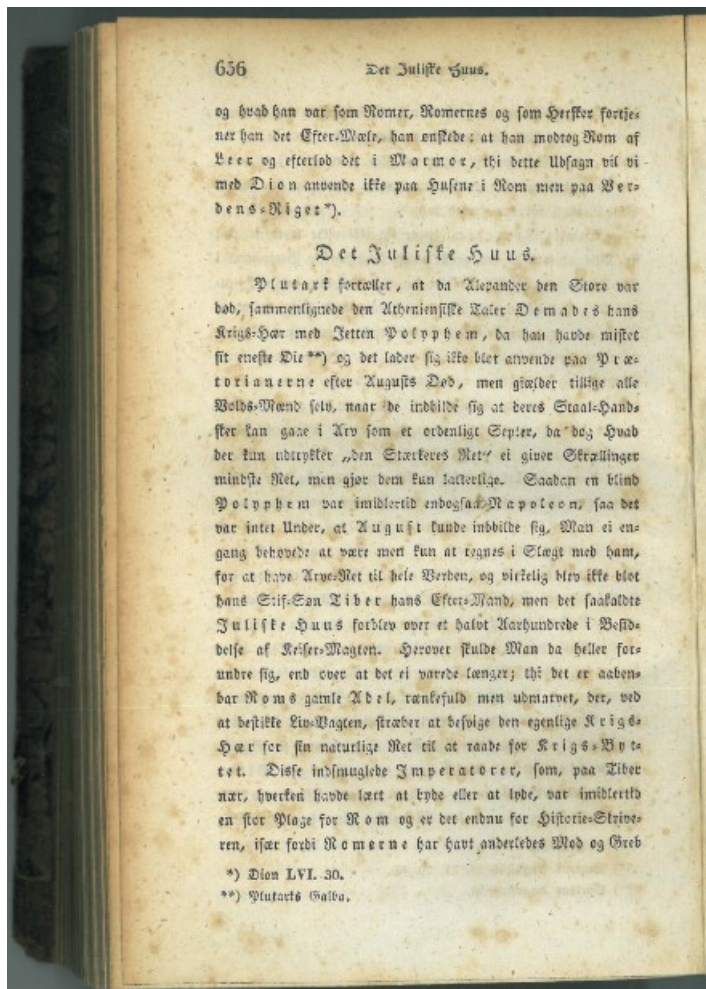 656
Det Juliske Huus.
og hvad han var som Romer, Romernes og som Hersker fortje-
ner han det Efter-Mæle, han ønskede: at han modtog Rom af
Leer og efterlod det i Marmor, thi dette Udsagn vil vi
med Dion anvende ikke paa Husene i Rom men paa Ver-
dens-Riget*).
Det Juliske Huus.
Plutark fortæller, at da Alexander den Store var
død, sammenlignede den Atheniensiske Taler Demades hans
Krigs-Hær med Jetten Polyphem, da han havde mistet
sit eneste Øie**) og det lader sig ikke blot anvende paa Præ-
torianerne efter Augusts Død, men giælder tillige alle
Volds-Mænd selv, naar de indbilde sig at deres Staal-Hand-
sker kan gaae i Arv som et ordenligt Septer, da dog Hvad
der kun udtrykker „den Stærkeres Ret“ ei giver Skrællinger
mindste Ret, men gjør dem kun latterlige. Saadan en blind
Polyphem var imidlertid endogsaa Napoleon, saa det
var intet Under, at August kunde indbilde sig, Man ei en-
gang behøvede at være men kun at regnes i Slægt med ham,
for at have Arve-Ret til hele Verden, og virkelig blev ikke blot
hans Stif-Søn Tiber hans Efter-Mand, men det saakaldte
Juliske Huus forblev over et halvt Aarhundrede i Besid-
delse af Keiser-Magten. Herover skulde Man da heller for-
undre sig, end over at det ei varede længer; thi det er aaben-
bar Roms gamle Adel, rænkefuld men udmarvet, der, ved
at bestikke Liv-Vagten, stræber at besvige den egenlige Krigs-
Hær for sin naturlige Ret til at raade for Krigs-Byt-
tet. Disse indsmuglede Imperatorer, som, paa Tiber
nær, hverken havde lært at byde eller at lyde, var imidlertid
en stor Plage for Rom og er det endnu for Historie-Skrive-
ren, især fordi Romerne har havt anderledes Mod og Greb
*) Dion LVI. 30.
**) Plutarks Galba.